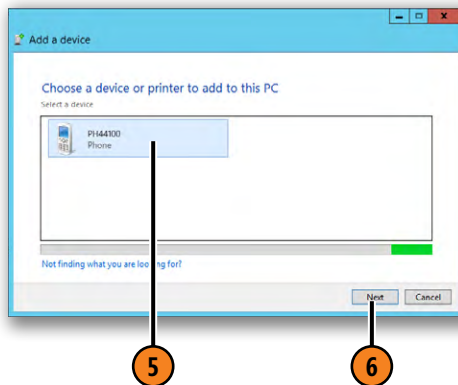 Add a device
Choose a device or printer to add to this PC
Select a device
PH44100
Phone
Not finding what you are looking for?
Next Cancel
5 6